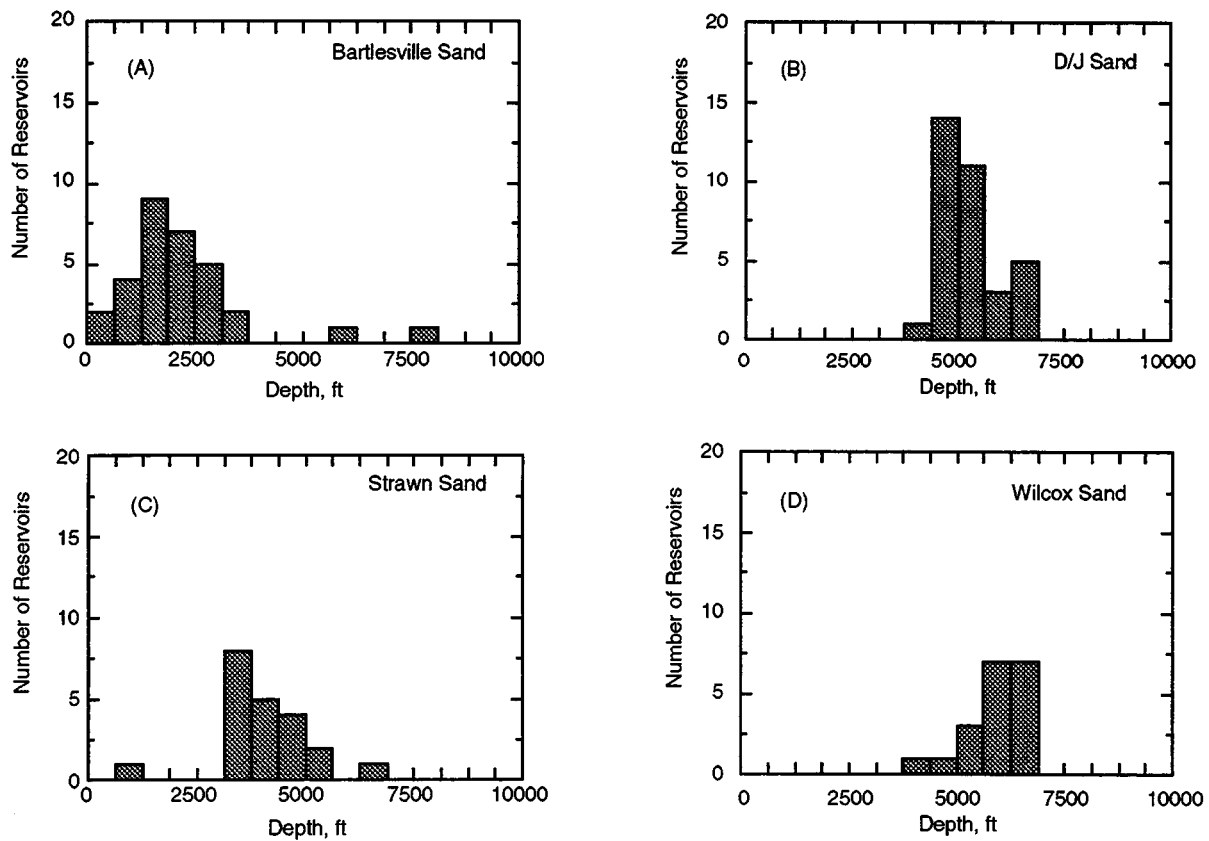 20
15
10
5
0
Number of Reservoirs
(A)
Bartlesville Sand
0 2500 5000 7500 10000
Depth, ft
20
15
10
5
0
Number of Reservoirs
(B)
D/J Sand
0 2500 5000 7500 10000
Depth, ft
20
15
10
5
0
Number of Reservoirs
(C)
Strawn Sand
0 2500 5000 7500 10000
Depth, ft
20
15
10
5
0
Number of Reservoirs
(D)
Wilcox Sand
0 2500 5000 7500 10000
Depth, ft